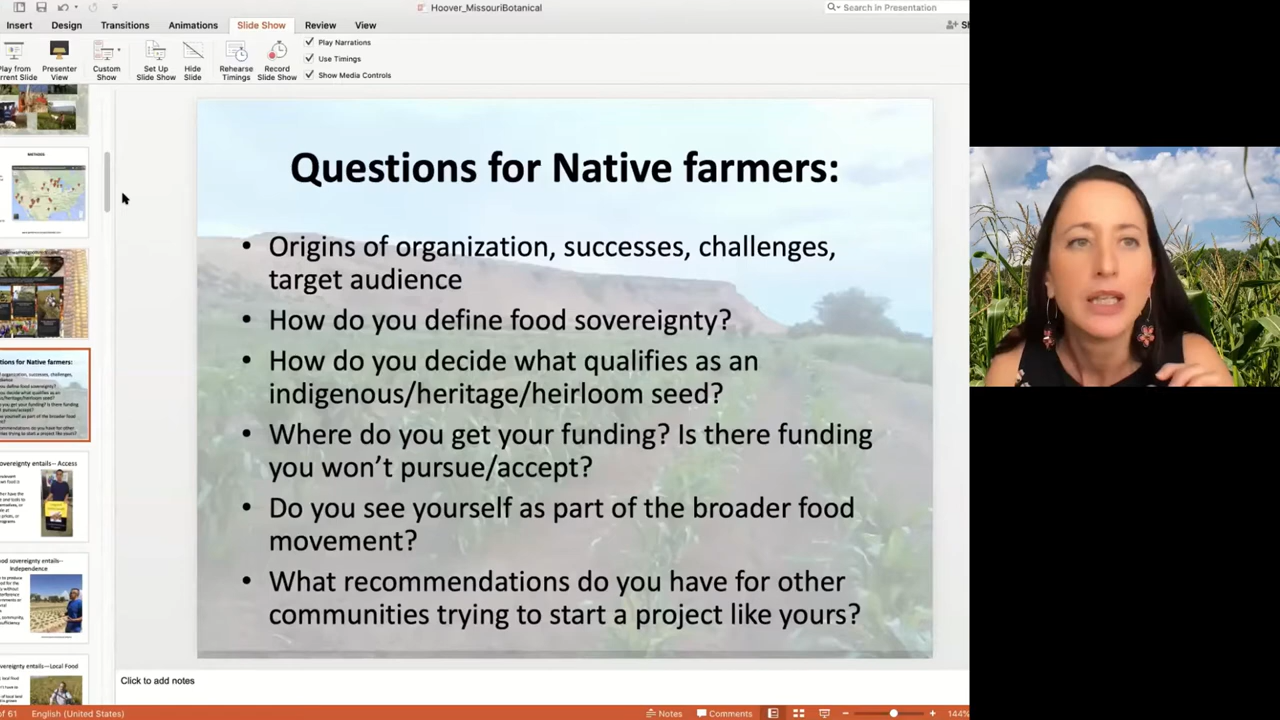 Hoover_MissouriBotanical
Search in Presentation
Insert Design Transitions Animations Slide Show Review View
Presenter View
Custom Show
Set Up Slide Show
Hide Slide
Rehearse Timings
Record Slide Show
Play Narrations
Use Timings
Show Media Controls
Questions for Native farmers:
• Origins of organization, successes, challenges,
target audience
• How do you define food sovereignty?
• How do you decide what qualifies as an
indigenous/heritage/heirloom seed?
• Where do you get your funding? Is there funding
you won't pursue/accept?
• Do you see yourself as part of the broader food
movement?
• What recommendations do you have for other
communities trying to start a project like yours?
Click to add notes
of 61 English (United States) Notes Comments 144%